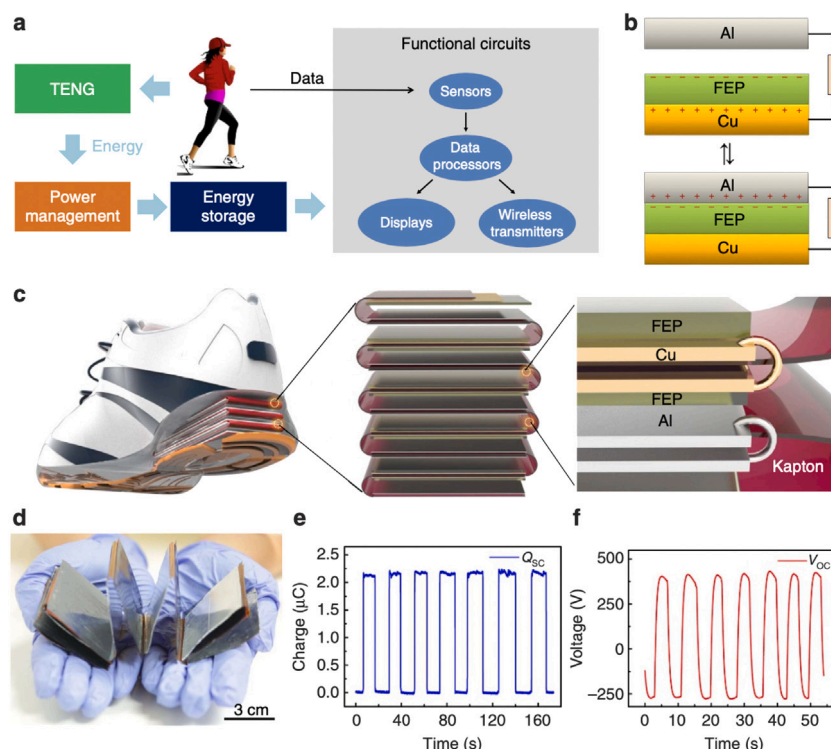 a
Functional circuits
TENG
Data
Sensors
Energy
Data
processors
Power
management
Energy
storage
Displays
Wireless
transmitters
b
Al
− − − − − − − − − −
FEP
+ + + + + + + + + +
Cu
Al
+ + + + + + + + + +
− − − − − − − − − −
FEP
Cu
c
FEP
Cu
FEP
Al
Kapton
d
3 cm
e
Q_SC
Charge (μC)
2.5
2.0
1.5
1.0
0.5
0.0
0 40 80 120 160
Time (s)
f
V_OC
Voltage (V)
500
250
0
−250
0 10 20 30 40 50
Time (s)